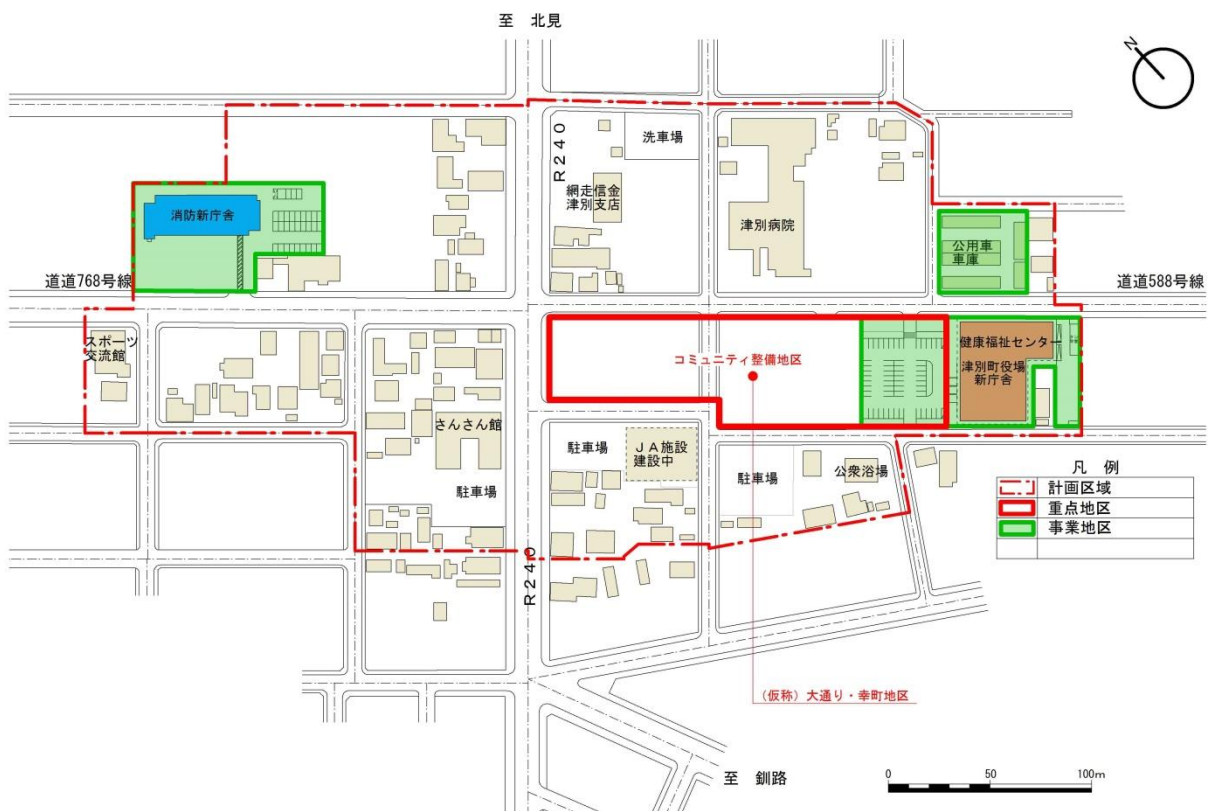 至 北見
N
R240
洗車場
網走信金
津別支店
津別病院
消防新庁舎
公用車
車庫
道道768号線
道道588号線
スポーツ
交流館
コミュニティ整備地区
健康福祉センター
津別町役場
新庁舎
さんさん館
駐車場
駐車場
JA施設
建設中
駐車場
公衆浴場
凡 例
計画区域
重点地区
事業地区
R240
(仮称)大通り・幸町地区
至 釧路
0 50 100m